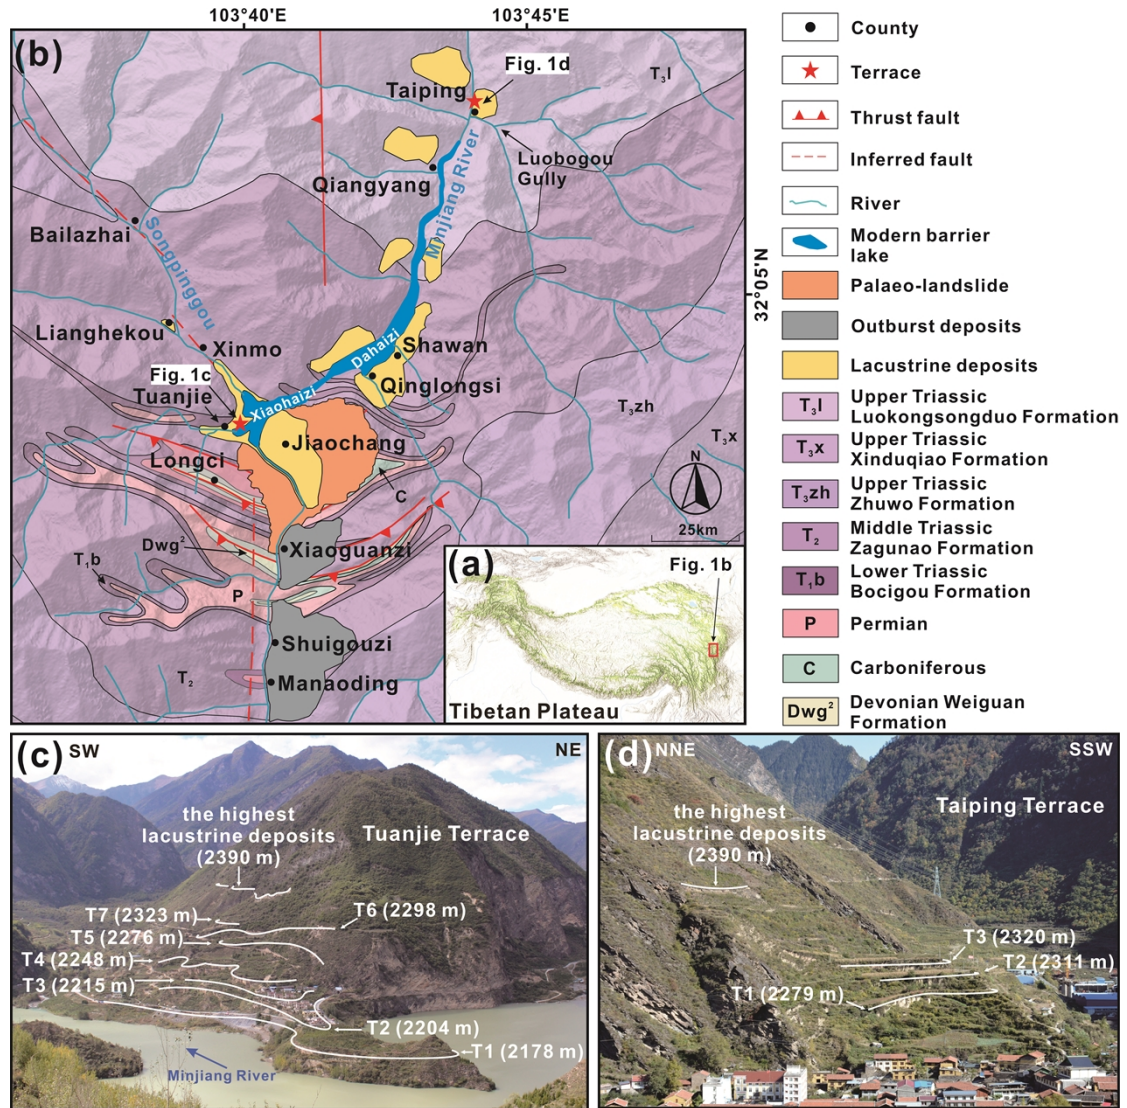 103°40'E
103°45'E
(b)
Fig. 1d
Taiping
T₃l
Luobogou
Gully
Qiangyang
Minjiang River
Bailazhai
Songpinggou
32°05'N
Lianghekou
Xinmo
Shawan
Dahaizi
Fig. 1c
Qinglongsi
Tuanjie
Xiaohaizi
T₃zh
T₃x
Jiaochang
Longci
C
N
25km
Dwg²
Xiaoguanzi
T₁b
P
Shuigouzi
T₂
Manaoding
(a)
Fig. 1b
Tibetan Plateau
County
Terrace
Thrust fault
Inferred fault
River
Modern barrier
lake
Palaeo-landslide
Outburst deposits
Lacustrine deposits
T₃l Upper Triassic
Luokongsongduo Formation
T₃x Upper Triassic
Xinduqiao Formation
T₃zh Upper Triassic
Zhuwo Formation
T₂ Middle Triassic
Zagunao Formation
T₁b Lower Triassic
Bocigou Formation
P Permian
C Carboniferous
Dwg² Devonian Weiguan
Formation
(c) SW
NE
the highest
lacustrine deposits
(2390 m)
Tuanjie Terrace
T7 (2323 m)
T6 (2298 m)
T5 (2276 m)
T4 (2248 m)
T3 (2215 m)
T2 (2204 m)
T1 (2178 m)
Minjiang River
(d) NNE
SSW
the highest
lacustrine deposits
(2390 m)
Taiping Terrace
T3 (2320 m)
T2 (2311 m)
T1 (2279 m)